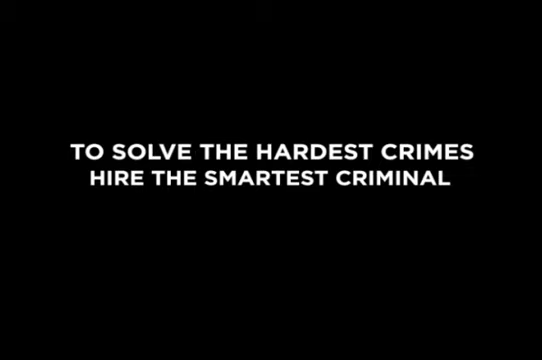 TO SOLVE THE HARDEST CRIMES
HIRE THE SMARTEST CRIMINAL